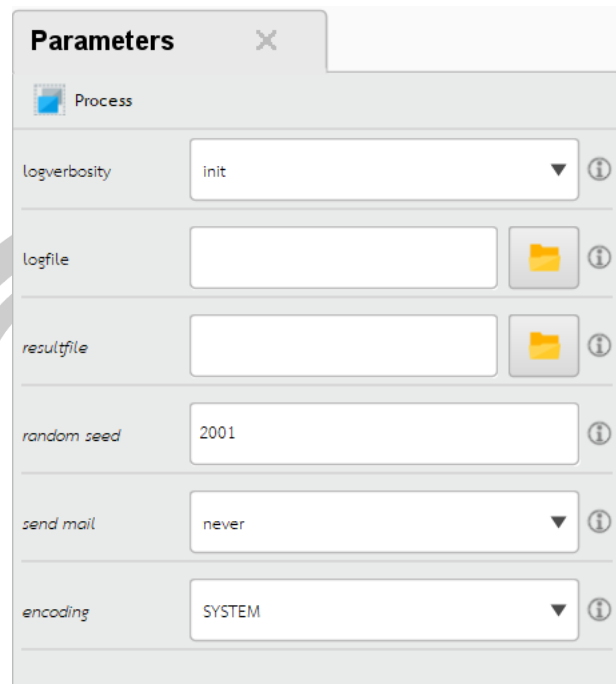 Parameters
Process
logverbosity init
logfile
resultfile
random seed 2001
send mail never
encoding SYSTEM